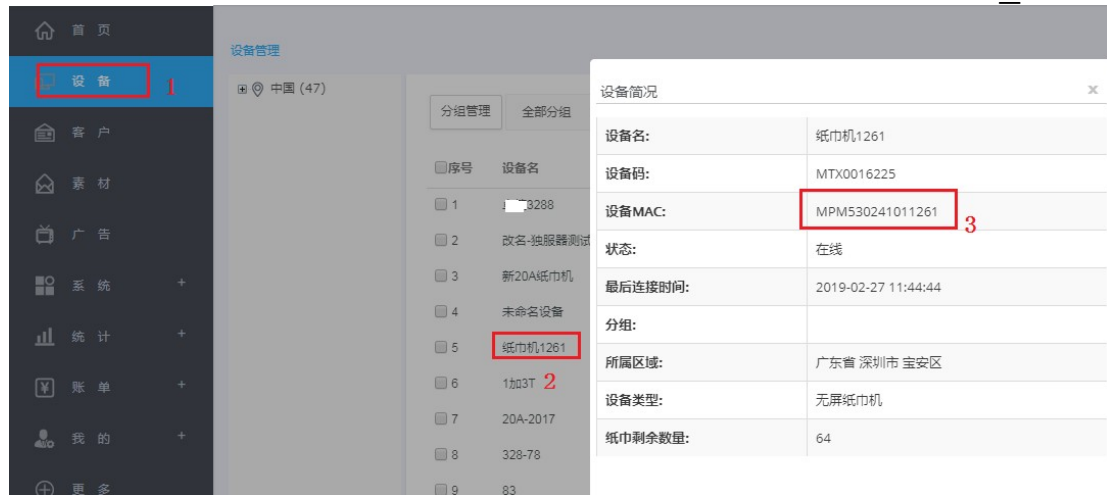 首 页
设 备
1
客 户
素 材
广 告
系 统 +
统 计 +
¥ 账 单 +
我 的 +
更 多
设备管理
中国 (47)
分组管理 全部分组
序号 设备名
1 3288
2 改名-独服器测试
3 新20A纸巾机
4 未命名设备
5 纸巾机1261
6 1加3T 2
7 20A-2017
8 328-78
9 83
设备简况 ×
设备名: 纸巾机1261
设备码: MTX0016225
设备MAC: MPM530241011261 3
状态: 在线
最后连接时间: 2019-02-27 11:44:44
分组:
所属区域: 广东省 深圳市 宝安区
设备类型: 无屏纸巾机
纸巾剩余数量: 64